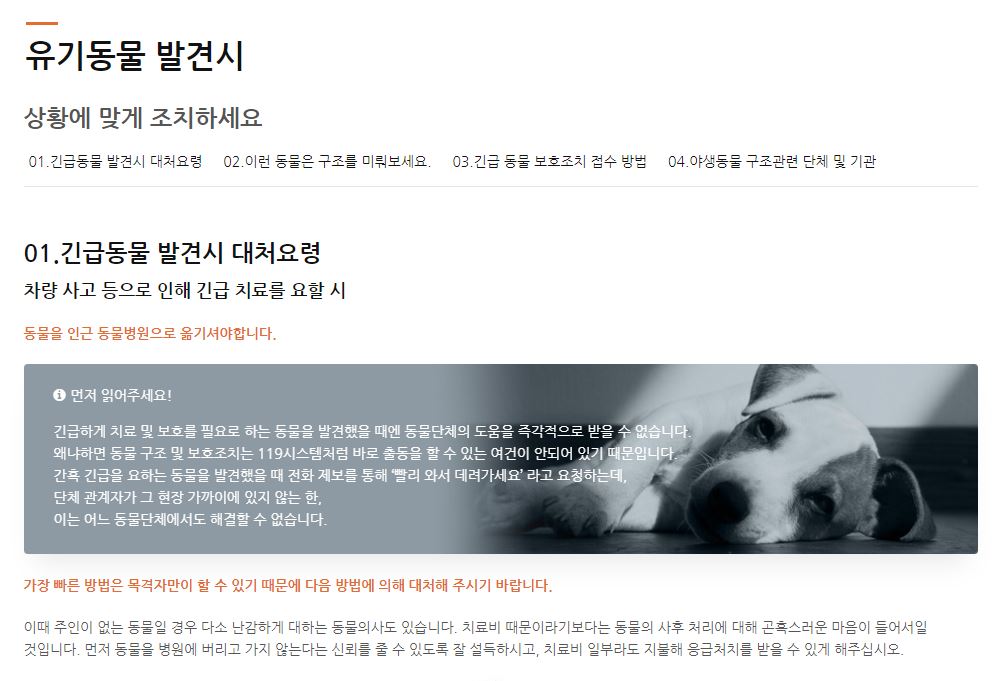 유기동물 발견시
상황에 맞게 조치하세요
01.긴급동물 발견시 대처요령 02.이런 동물은 구조를 미뤄보세요. 03.긴급 동물 보호조치 접수 방법 04.야생동물 구조관련 단체 및 기관
01.긴급동물 발견시 대처요령
차량 사고 등으로 인해 긴급 치료를 요할 시
동물을 인근 동물병원으로 옮기셔야합니다.
먼저 읽어주세요!
긴급하게 치료 및 보호를 필요로 하는 동물을 발견했을 때엔 동물단체의 도움을 즉각적으로 받을 수 없습니다.
왜냐하면 동물 구조 및 보호조치는 119시스템처럼 바로 출동을 할 수 있는 여건이 안되어 있기 때문입니다.
간혹 긴급을 요하는 동물을 발견했을 때 전화 제보를 통해 ‘빨리 와서 데려가세요’ 라고 요청하는데,
단체 관계자가 그 현장 가까이에 있지 않는 한,
이는 어느 동물단체에서도 해결할 수 없습니다.
가장 빠른 방법은 목격자만이 할 수 있기 때문에 다음 방법에 의해 대처해 주시기 바랍니다.
이때 주인이 없는 동물일 경우 다소 난감하게 대하는 동물의사도 있습니다. 치료비 때문이라기보다는 동물의 사후 처리에 대해 곤혹스러운 마음이 들어서일
것입니다. 먼저 동물을 병원에 버리고 가지 않는다는 신뢰를 줄 수 있도록 잘 설득하시고, 치료비 일부라도 지불해 응급처치를 받을 수 있게 해주십시오.